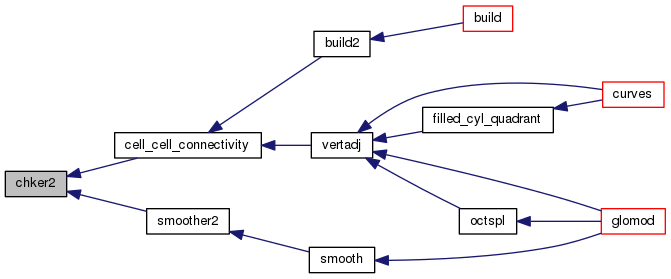 build
build2
curves
filled_cyl_quadrant
cell_cell_connectivity
vertadj
chker2
smoother2
octspl
glomod
smooth